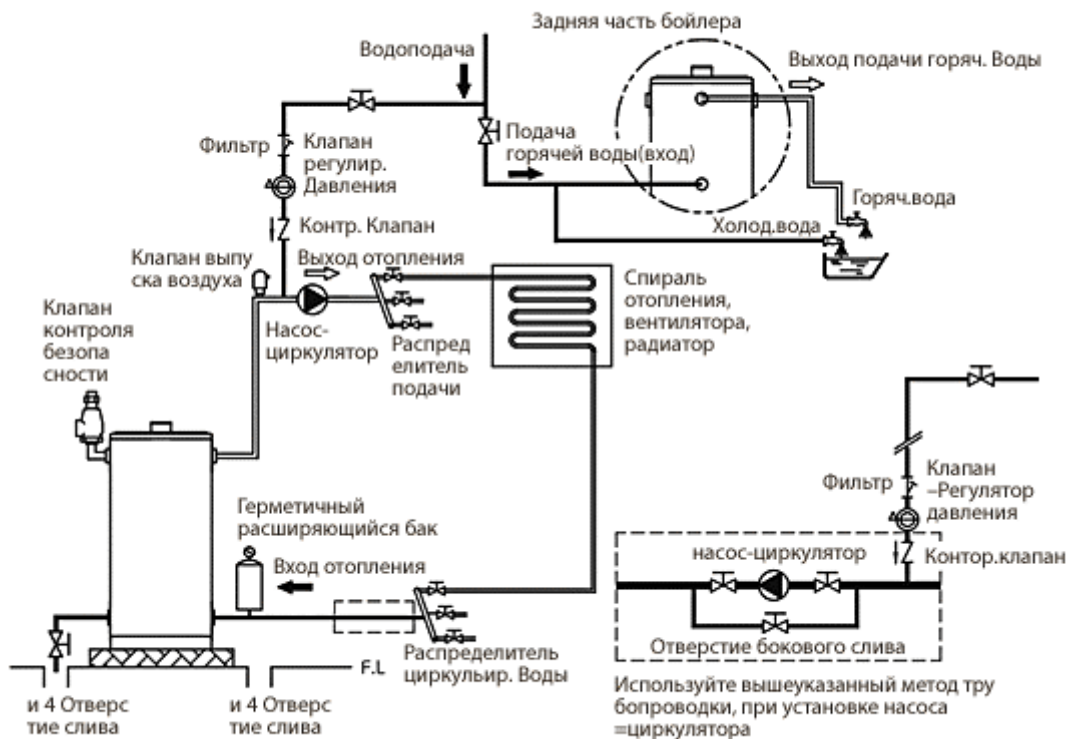 Задняя часть бойлера
Водоподача
Выход подачи горяч. Воды
Фильтр
Клапан
регулир.
Давления
Подача
горячей воды(вход)
Горяч.вода
Холод.вода
Контр. Клапан
Клапан выпу
ска воздуха
Выход отопления
Клапан
контроля
безопа
сности
Насос-
циркулятор
Распред
елитель
подачи
Спираль
отопления,
вентилятора,
радиатор
Герметичный
расширяющийся бак
Вход отопления
Распределитель
циркульир. Воды
F.L
и 4 Отверс
тие слива
и 4 Отверс
тие слива
Фильтр
Клапан
–Регулятор
давления
насос-циркулятор
Контор.клапан
Отверстие бокового слива
Используйте вышеуказанный метод тру
бопроводки, при установке насоса
=циркулятора